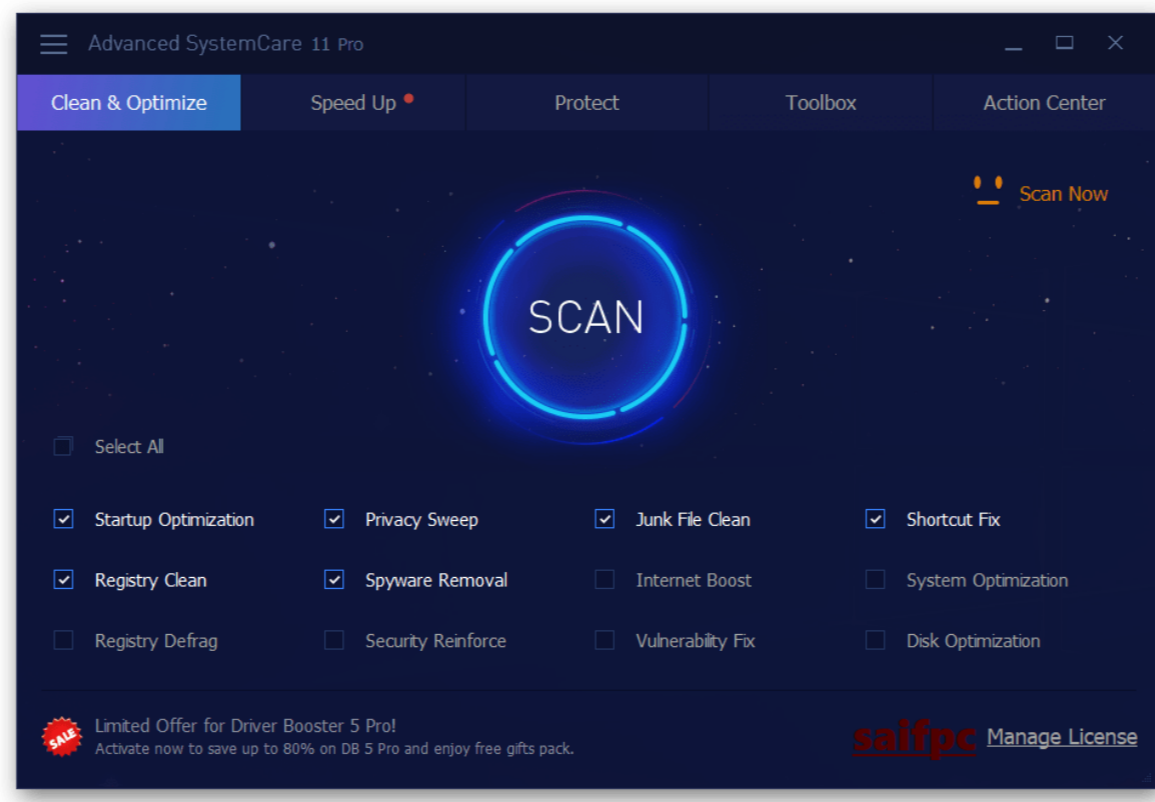 Advanced SystemCare 11 Pro
Clean & Optimize Speed Up Protect Toolbox Action Center
Scan Now
SCAN
Select All
Startup Optimization Privacy Sweep Junk File Clean Shortcut Fix
Registry Clean Spyware Removal Internet Boost System Optimization
Registry Defrag Security Reinforce Vulnerability Fix Disk Optimization
SALE
Limited Offer for Driver Booster 5 Pro!
Activate now to save up to 80% on DB 5 Pro and enjoy free gifts pack.
saifpc Manage License